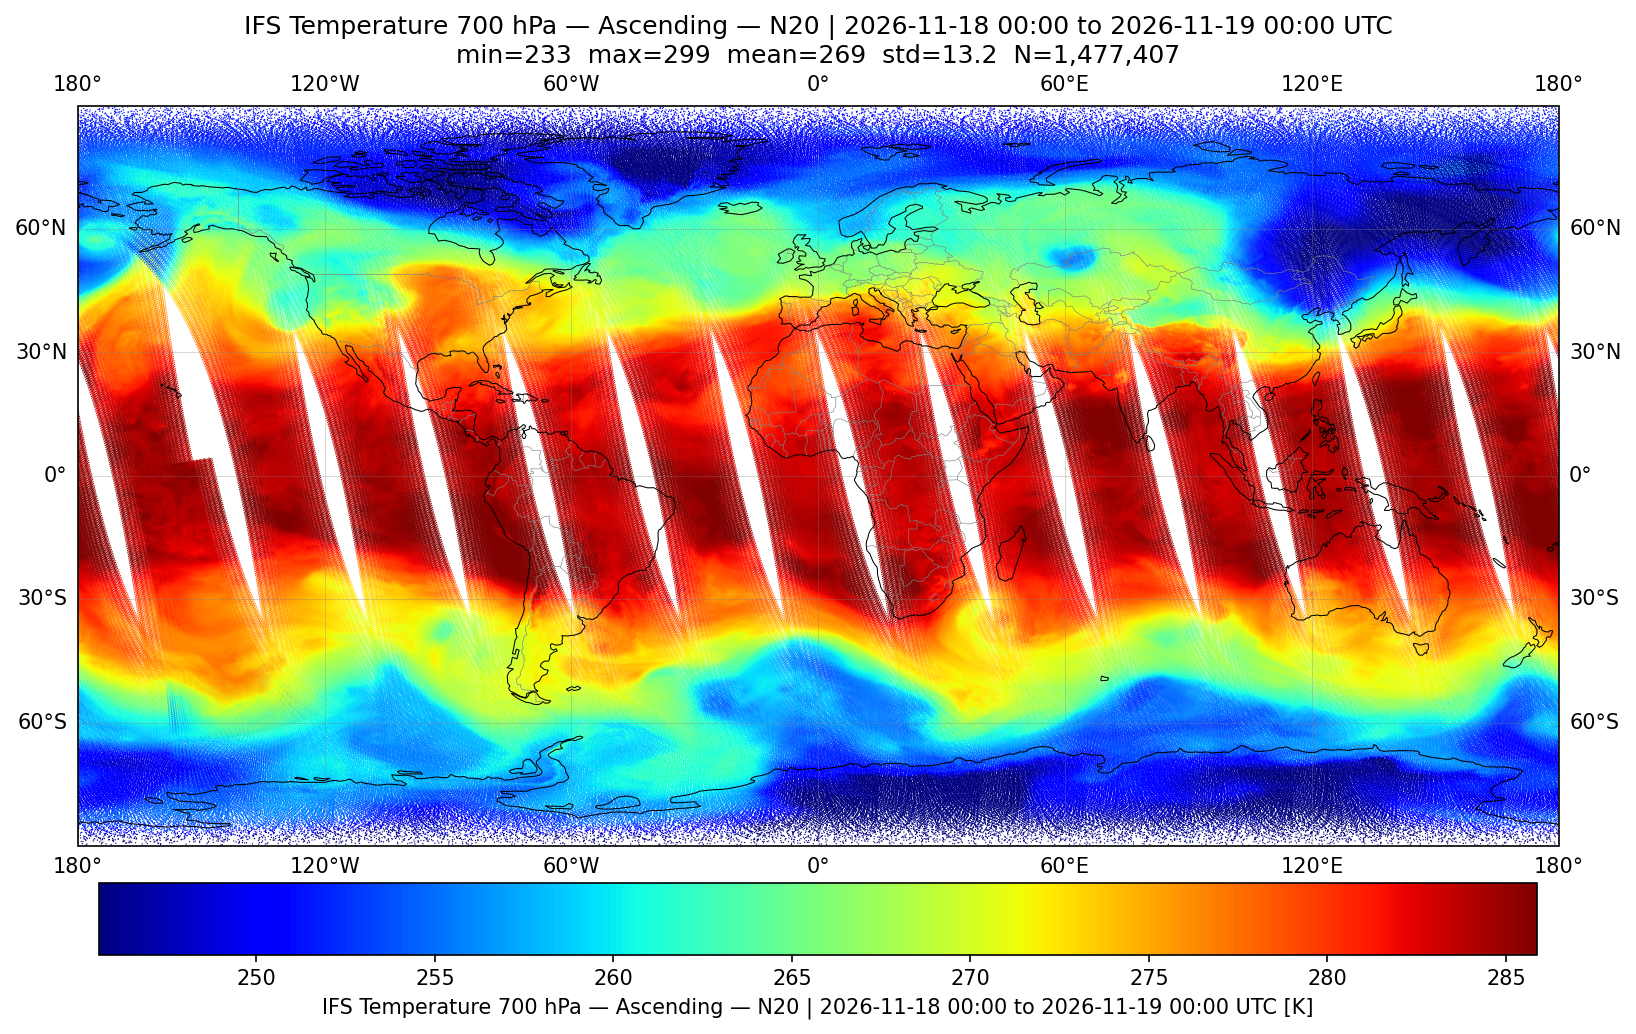 IFS Temperature 700 hPa — Ascending — N20 | 2026-11-18 00:00 to 2026-11-19 00:00 UTC
min=233  max=299  mean=269  std=13.2  N=1,477,407
180° 120°W 60°W 0° 60°E 120°E 180°
60°N 60°N
30°N 30°N
0° 0°
30°S 30°S
60°S 60°S
180° 120°W 60°W 0° 60°E 120°E 180°
250 255 260 265 270 275 280 285
IFS Temperature 700 hPa — Ascending — N20 | 2026-11-18 00:00 to 2026-11-19 00:00 UTC [K]